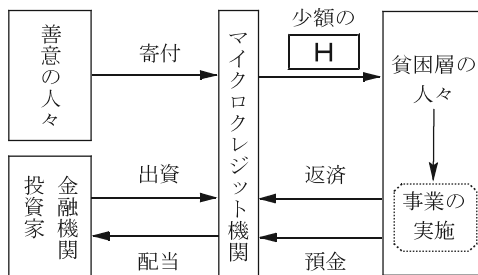 善意の人々
寄付
マイクロクレジット機関
少額の
H
貧困層の
人々
金融機関
投資家
出資
配当
返済
預金
事業の
実施